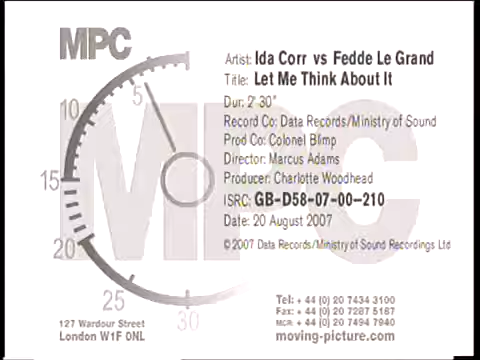 MPC
Artist: Ida Corr vs Fedde Le Grand
Title: Let Me Think About It
Dur: 2' 30"
Record Co: Data Records/Ministry of Sound
Prod Co: Colonel Blimp
Director: Marcus Adams
Producer: Charlotte Woodhead
ISRC: GB-D58-07-00-210
Date: 20 August 2007
© 2007 Data Records/Ministry of Sound Recordings Ltd
MPC
5
10
15
20
25
30
127 Wardour Street
London W1F 0NL
Tel: + 44 (0) 20 7434 3100
Fax: + 44 (0) 20 7287 5187
MCR: + 44 (0) 20 7494 7940
moving-picture.com